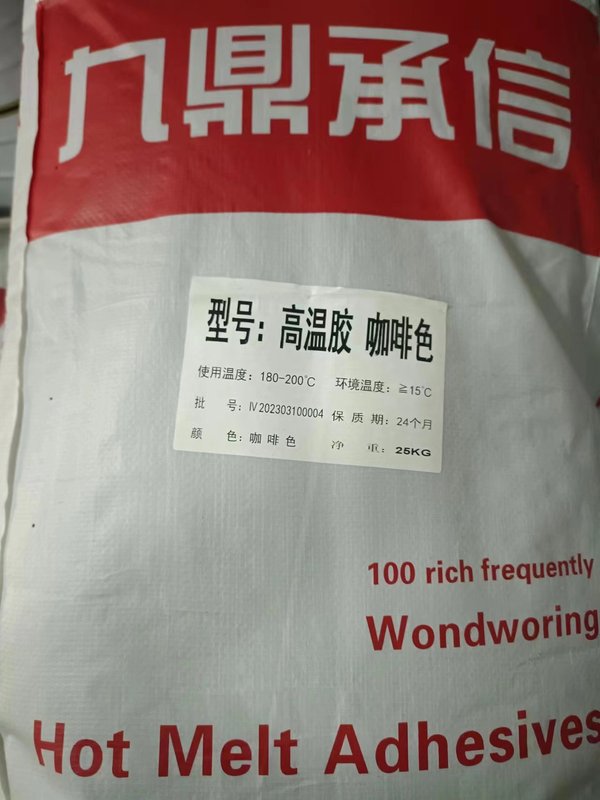 九鼎承信
型号：高温胶 咖啡色
使用温度：180-200℃ 环境温度：≧15℃
批 号：Ⅳ202303100004 保 质 期：24个月
颜 色：咖 啡 色 净 重：25KG
100 rich frequently
Wondworing
Hot Melt Adhesives